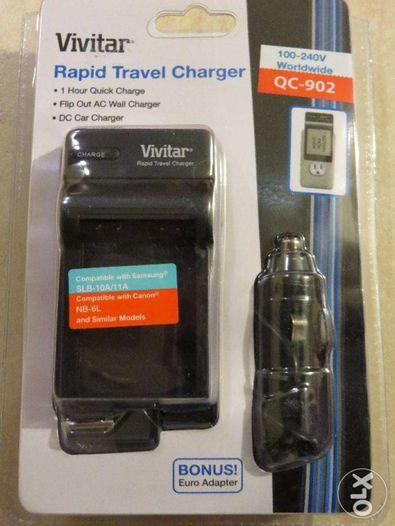 Vivitar®
Rapid Travel Charger
• 1 Hour Quick Charge
• Flip Out AC Wall Charger
• DC Car Charger
100-240V
Worldwide
QC-902
CHARGE
Vivitar®
Rapid Travel Charger
Compatible with Samsung®
SLB-10A/11A
Compatible with Canon®
NB-6L
and Similar Models
BONUS!
Euro Adapter
OLX